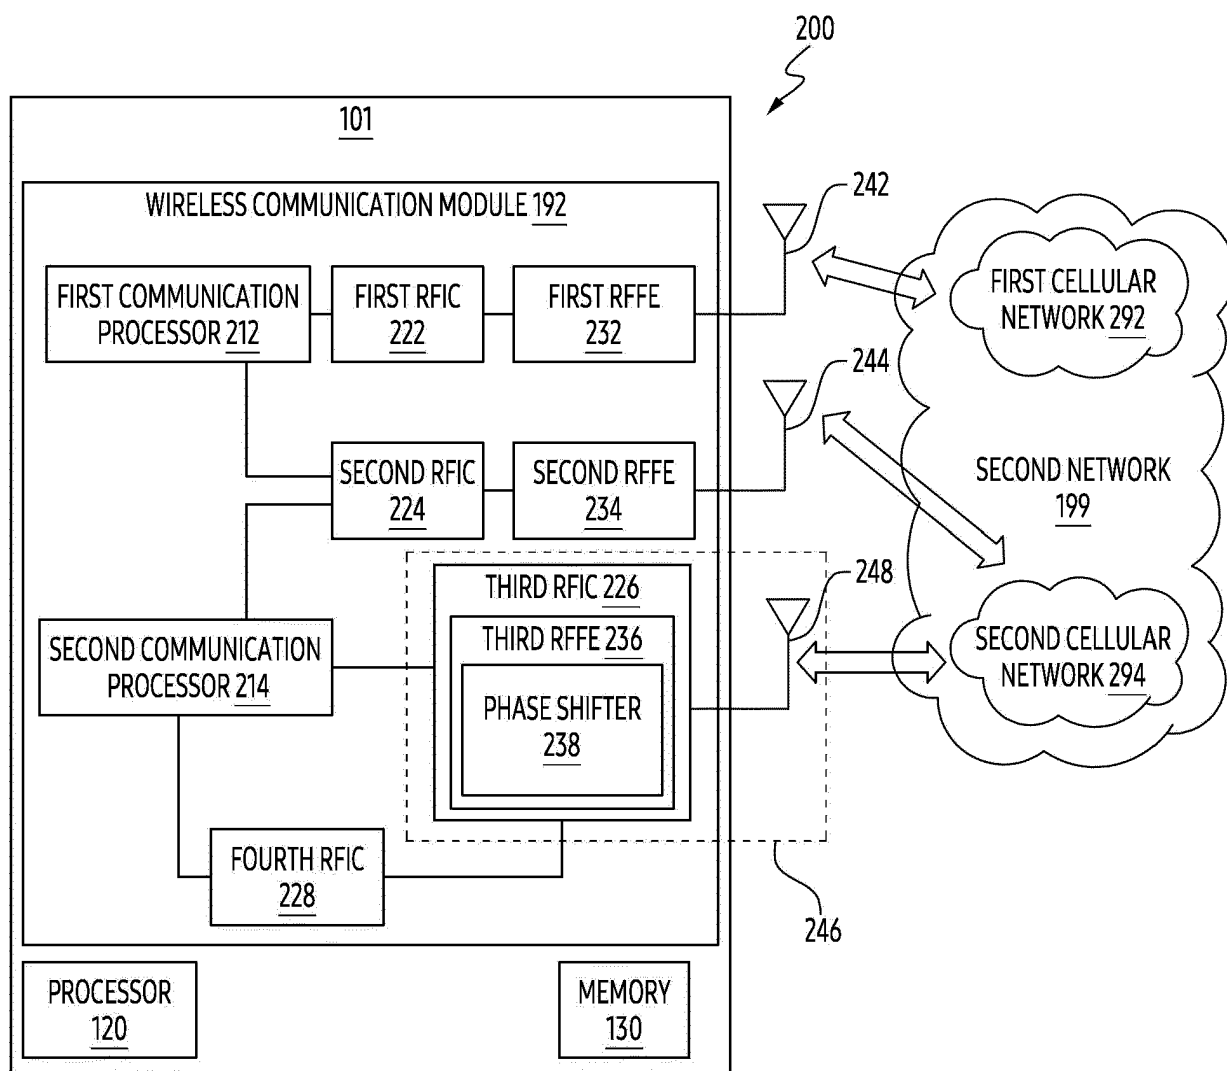 200
101
WIRELESS COMMUNICATION MODULE 192
242
FIRST COMMUNICATION
PROCESSOR 212
FIRST RFIC
222
FIRST RFFE
232
FIRST CELLULAR
NETWORK 292
244
SECOND RFIC
224
SECOND RFFE
234
SECOND NETWORK
199
248
THIRD RFIC 226
THIRD RFFE 236
PHASE SHIFTER
238
SECOND COMMUNICATION
PROCESSOR 214
SECOND CELLULAR
NETWORK 294
FOURTH RFIC
228
246
PROCESSOR
120
MEMORY
130